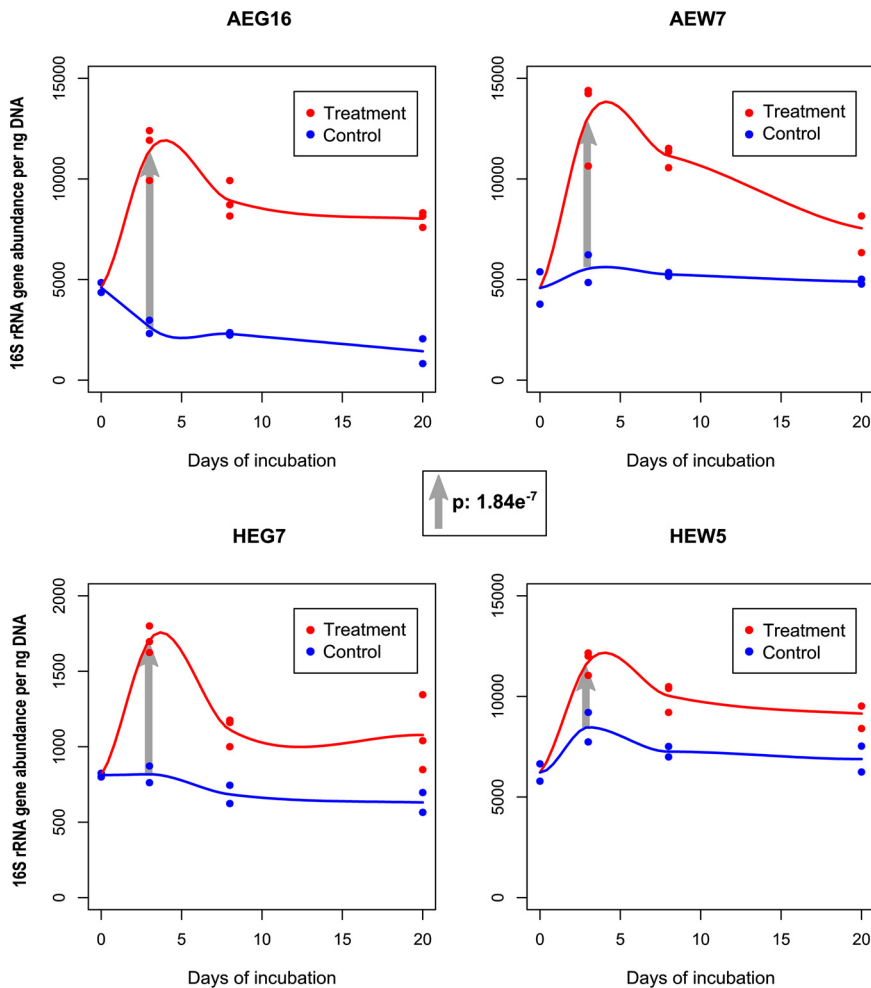 AEG16
16S rRNA gene abundance per ng DNA
15000
10000
5000
0
Treatment
Control
0 5 10 15 20
Days of incubation
AEW7
15000
10000
5000
0
Treatment
Control
0 5 10 15 20
Days of incubation
p: 1.84e-7
HEG7
16S rRNA gene abundance per ng DNA
2000
1500
1000
500
0
Treatment
Control
0 5 10 15 20
Days of incubation
HEW5
15000
10000
5000
0
Treatment
Control
0 5 10 15 20
Days of incubation